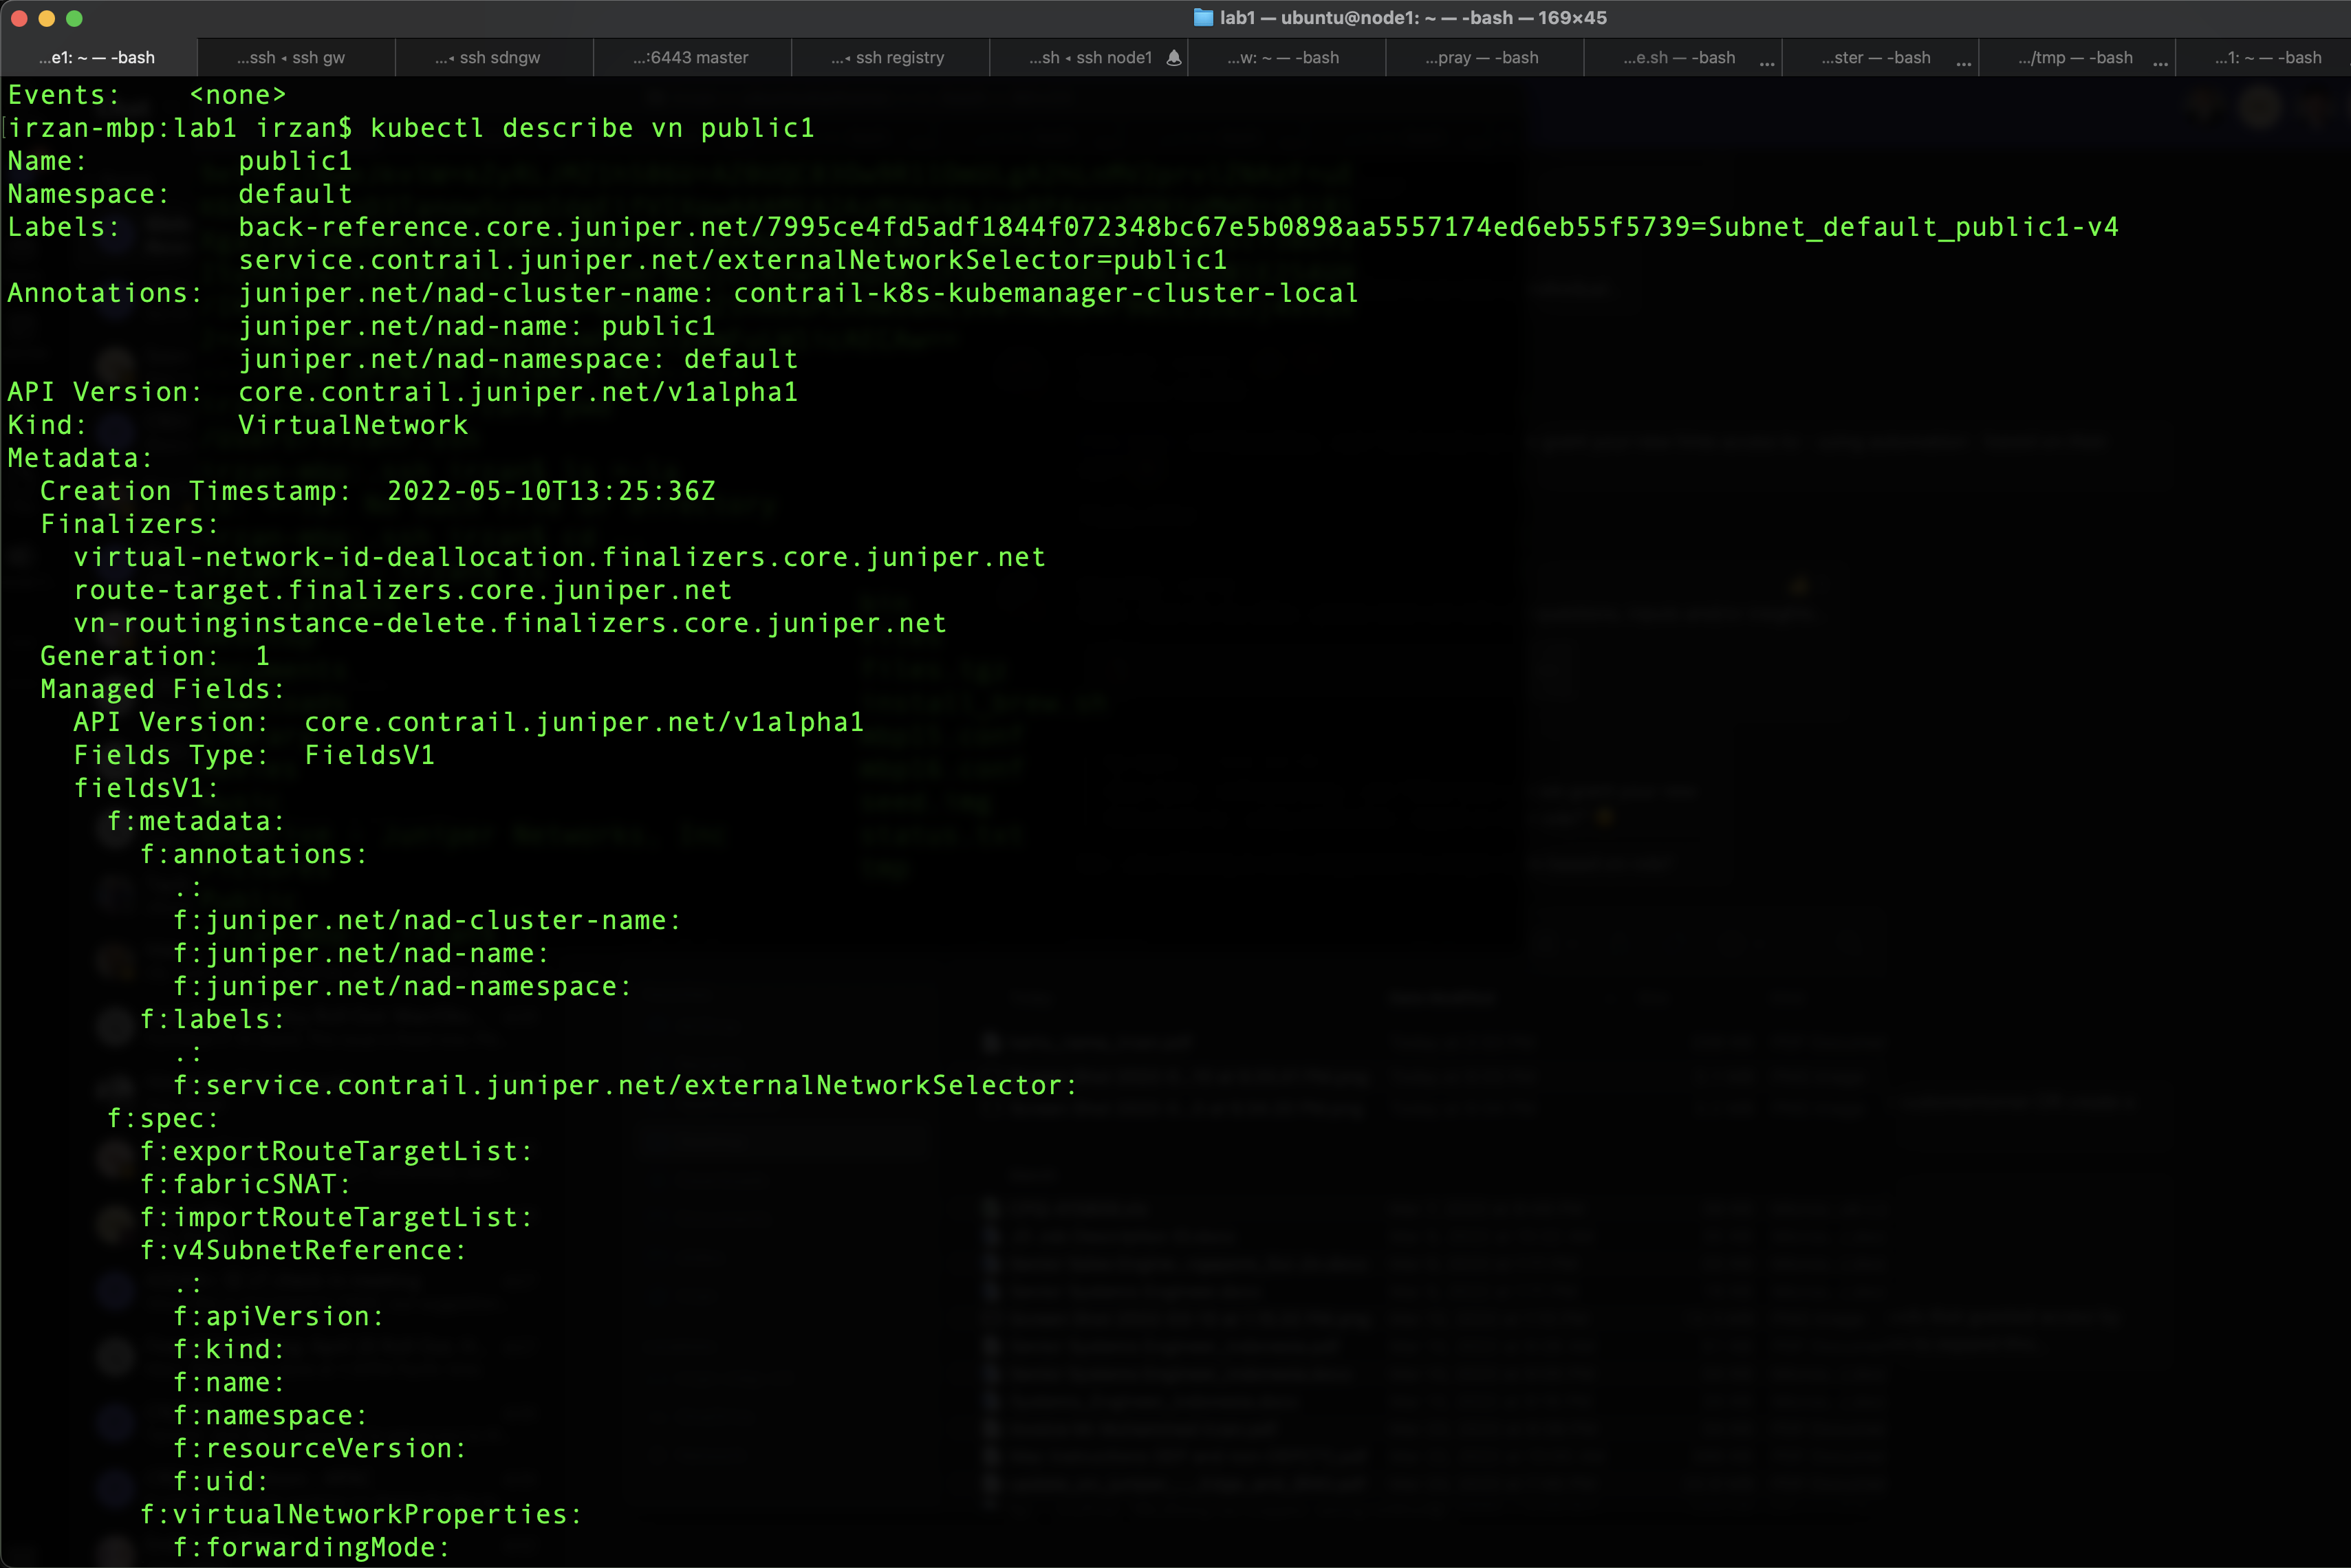 lab1 — ubuntu@node1: ~ — -bash — 169×45
...e1: ~ — -bash ...ssh ◂ ssh gw ...◂ ssh sdngw ...:6443 master ...◂ ssh registry ...sh ◂ ssh node1 ...w: ~ — -bash ...pray — -bash ...e.sh — -bash ... ...ster — -bash ... .../tmp — -bash ... ...1: ~ — -bash
Events:    <none>
[irzan-mbp:lab1 irzan$ kubectl describe vn public1
Name:         public1
Namespace:    default
Labels:       back-reference.core.juniper.net/7995ce4fd5adf1844f072348bc67e5b0898aa5557174ed6eb55f5739=Subnet_default_public1-v4
              service.contrail.juniper.net/externalNetworkSelector=public1
Annotations:  juniper.net/nad-cluster-name: contrail-k8s-kubemanager-cluster-local
              juniper.net/nad-name: public1
              juniper.net/nad-namespace: default
API Version:  core.contrail.juniper.net/v1alpha1
Kind:         VirtualNetwork
Metadata:
  Creation Timestamp:  2022-05-10T13:25:36Z
  Finalizers:
    virtual-network-id-deallocation.finalizers.core.juniper.net
    route-target.finalizers.core.juniper.net
    vn-routinginstance-delete.finalizers.core.juniper.net
  Generation:  1
  Managed Fields:
    API Version:  core.contrail.juniper.net/v1alpha1
    Fields Type:  FieldsV1
    fieldsV1:
      f:metadata:
        f:annotations:
          .:
          f:juniper.net/nad-cluster-name:
          f:juniper.net/nad-name:
          f:juniper.net/nad-namespace:
        f:labels:
          .:
          f:service.contrail.juniper.net/externalNetworkSelector:
      f:spec:
        f:exportRouteTargetList:
        f:fabricSNAT:
        f:importRouteTargetList:
        f:v4SubnetReference:
          .:
          f:apiVersion:
          f:kind:
          f:name:
          f:namespace:
          f:resourceVersion:
          f:uid:
        f:virtualNetworkProperties:
          f:forwardingMode: